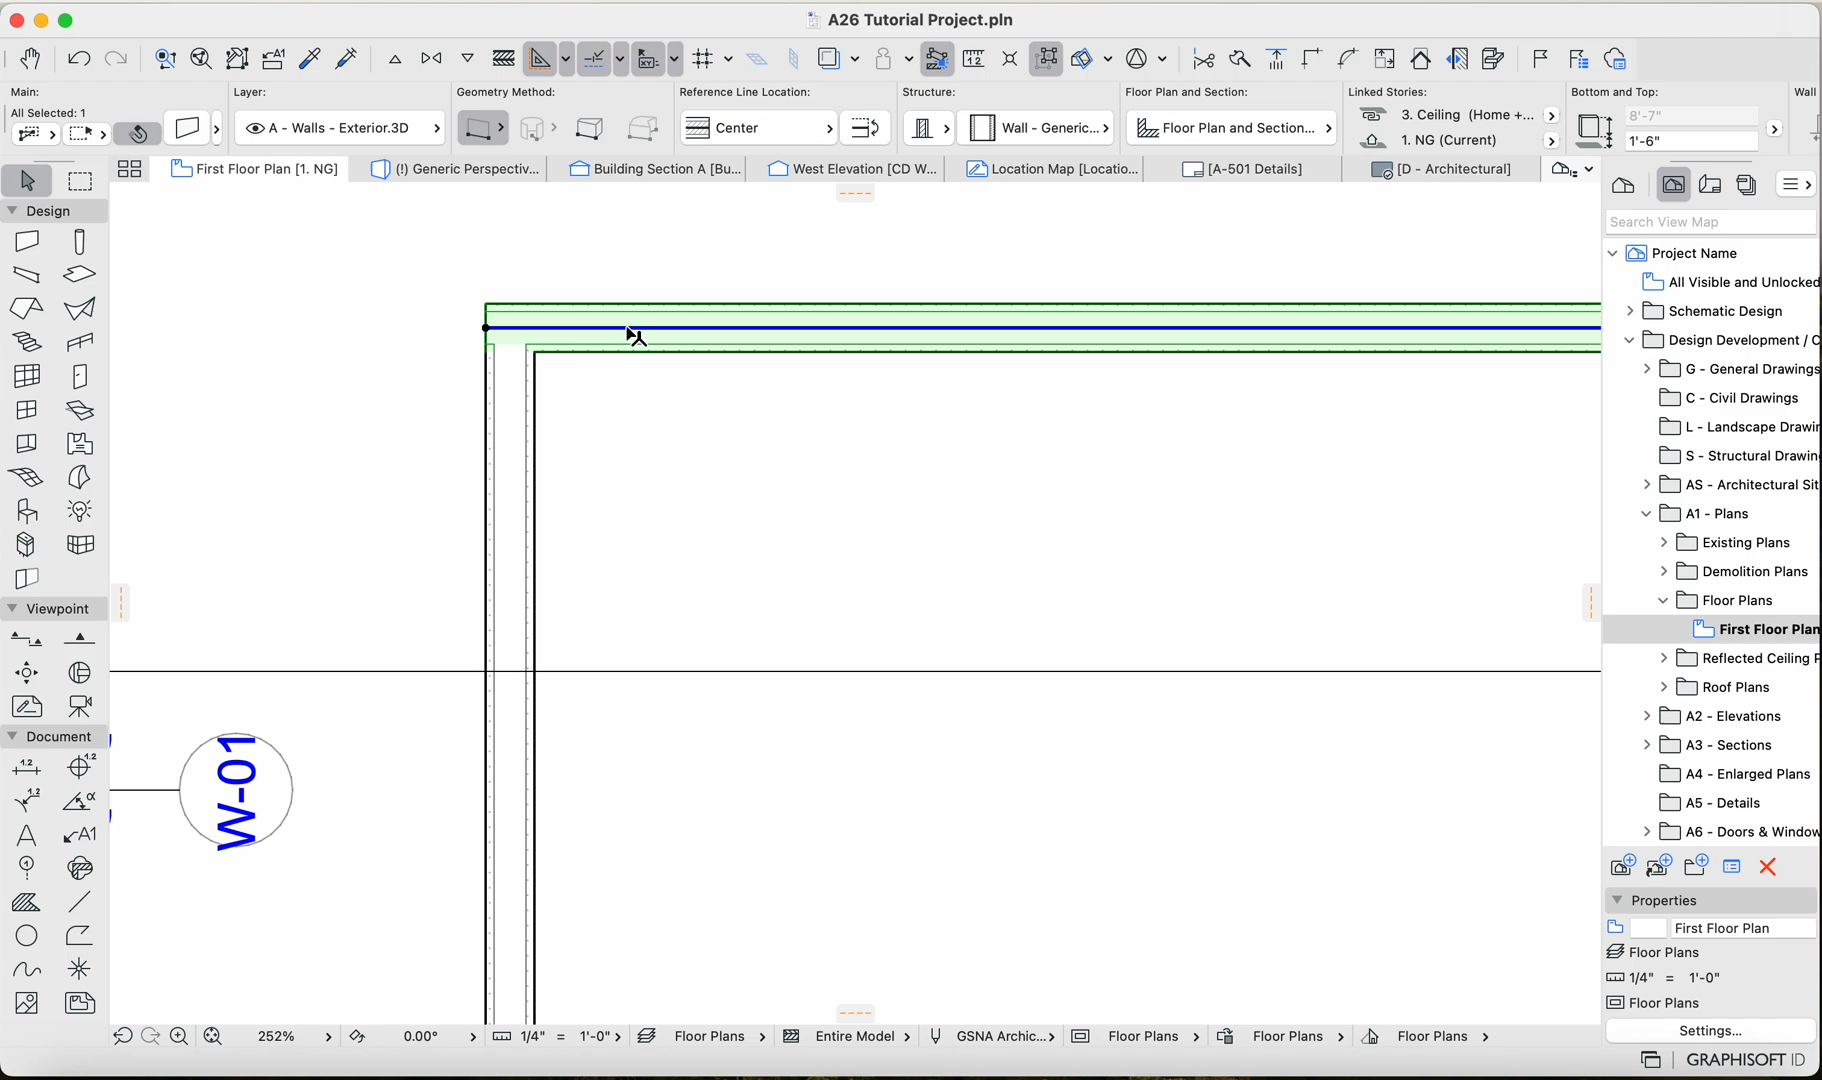 A26 Tutorial Project.pln
Main:
All Selected: 1
Layer:
A - Walls - Exterior.3D
Geometry Method:
Reference Line Location:
Center
Structure:
Wall - Generic...
Floor Plan and Section:
Floor Plan and Section...
Linked Stories:
3. Ceiling (Home +...
1. NG (Current)
Bottom and Top:
8'-7"
1'-6"
Wall
First Floor Plan [1. NG]
(!) Generic Perspectiv...
Building Section A [Bu...
West Elevation [CD W...
Location Map [Locatio...
[A-501 Details]
[D - Architectural]
Design
Viewpoint
Document
W-01
Search View Map
Project Name
All Visible and Unlocked
Schematic Design
Design Development / C
G - General Drawings
C - Civil Drawings
L - Landscape Drawin
S - Structural Drawin
AS - Architectural Sit
A1 - Plans
Existing Plans
Demolition Plans
Floor Plans
First Floor Plan
Reflected Ceiling P
Roof Plans
A2 - Elevations
A3 - Sections
A4 - Enlarged Plans
A5 - Details
A6 - Doors & Window
Properties
First Floor Plan
Floor Plans
1/4" = 1'-0"
Floor Plans
Settings...
252%
0.00°
1/4" = 1'-0"
Floor Plans
Entire Model
GSNA Archic...
Floor Plans
Floor Plans
Floor Plans
GRAPHISOFT ID